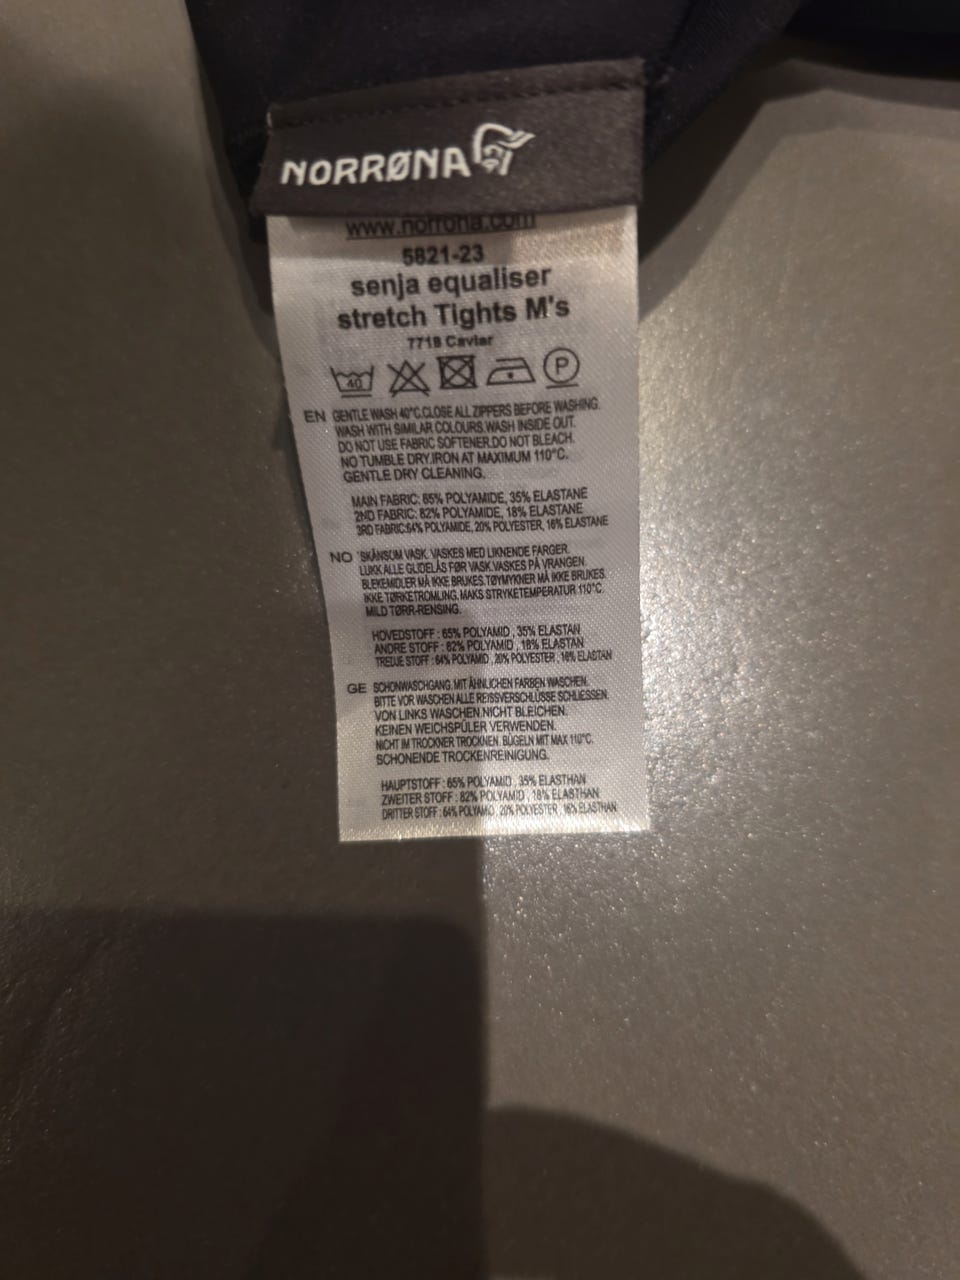 NORRØNA
www.norrona.com
5821-23
senja equaliser
stretch Tights M's
7718 Caviar
40
P
EN GENTLE WASH 40°C.CLOSE ALL ZIPPERS BEFORE WASHING.
WASH WITH SIMILAR COLOURS.WASH INSIDE OUT.
DO NOT USE FABRIC SOFTENER.DO NOT BLEACH.
NO TUMBLE DRY.IRON AT MAXIMUM 110°C.
GENTLE DRY CLEANING.
MAIN FABRIC: 65% POLYAMIDE, 35% ELASTANE
2ND FABRIC: 82% POLYAMIDE, 18% ELASTANE
3RD FABRIC:64% POLYAMIDE, 20% POLYESTER, 16% ELASTANE
NO SKÅNSOM VASK. VASKES MED LIKNENDE FARGER.
LUKK ALLE GLIDELÅS FØR VASK.VASKES PÅ VRANGEN.
BLEKEMIDLER MÅ IKKE BRUKES.TØYMYKNER MÅ IKKE BRUKES.
IKKE TØRKETROMLING. MAKS STRYKETEMPERATUR 110°C.
MILD TØRR-RENSING.
HOVEDSTOFF : 65% POLYAMID , 35% ELASTAN
ANDRE STOFF : 82% POLYAMID , 18% ELASTAN
TREDJE STOFF : 64% POLYAMID , 20% POLYESTER , 16% ELASTAN
GE SCHONWASCHGANG. MIT ÄHNLICHEN FARBEN WASCHEN.
BITTE VOR WASCHEN ALLE REISSVERSCHLÜSSE SCHLIESSEN.
VON LINKS WASCHEN.NICHT BLEICHEN.
KEINEN WEICHSPÜLER VERWENDEN.
NICHT IM TROCKNER TROCKNEN. BÜGELN MIT MAX 110°C.
SCHONENDE TROCKENREINIGUNG.
HAUPTSTOFF : 65% POLYAMID , 35% ELASTHAN
ZWEITER STOFF : 82% POLYAMID , 18% ELASTHAN
DRITTER STOFF : 64% POLYAMID , 20% POLYESTER , 16% ELASTHAN